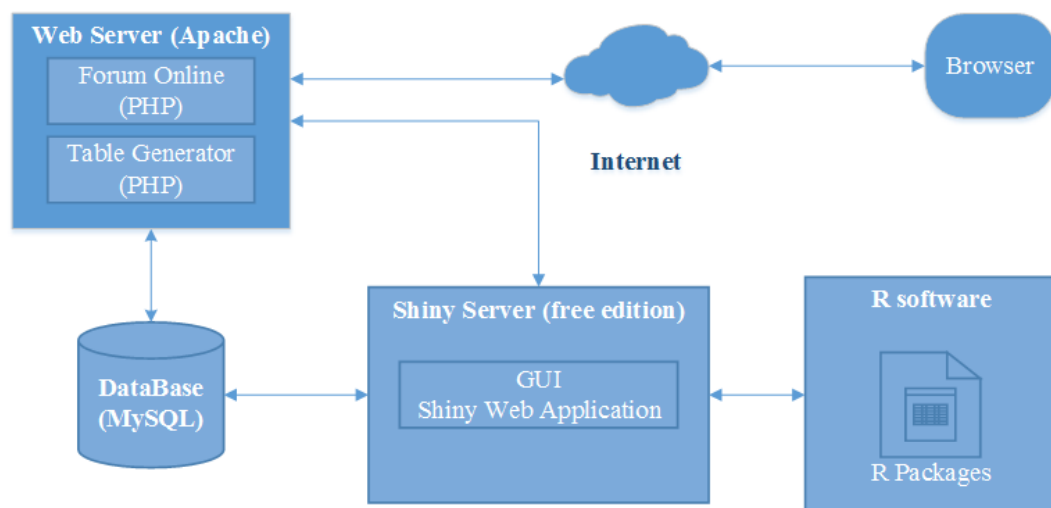 Web Server (Apache)
Forum Online
(PHP)
Table Generator
(PHP)
Internet
Browser
DataBase
(MySQL)
Shiny Server (free edition)
GUI
Shiny Web Application
R software
R Packages